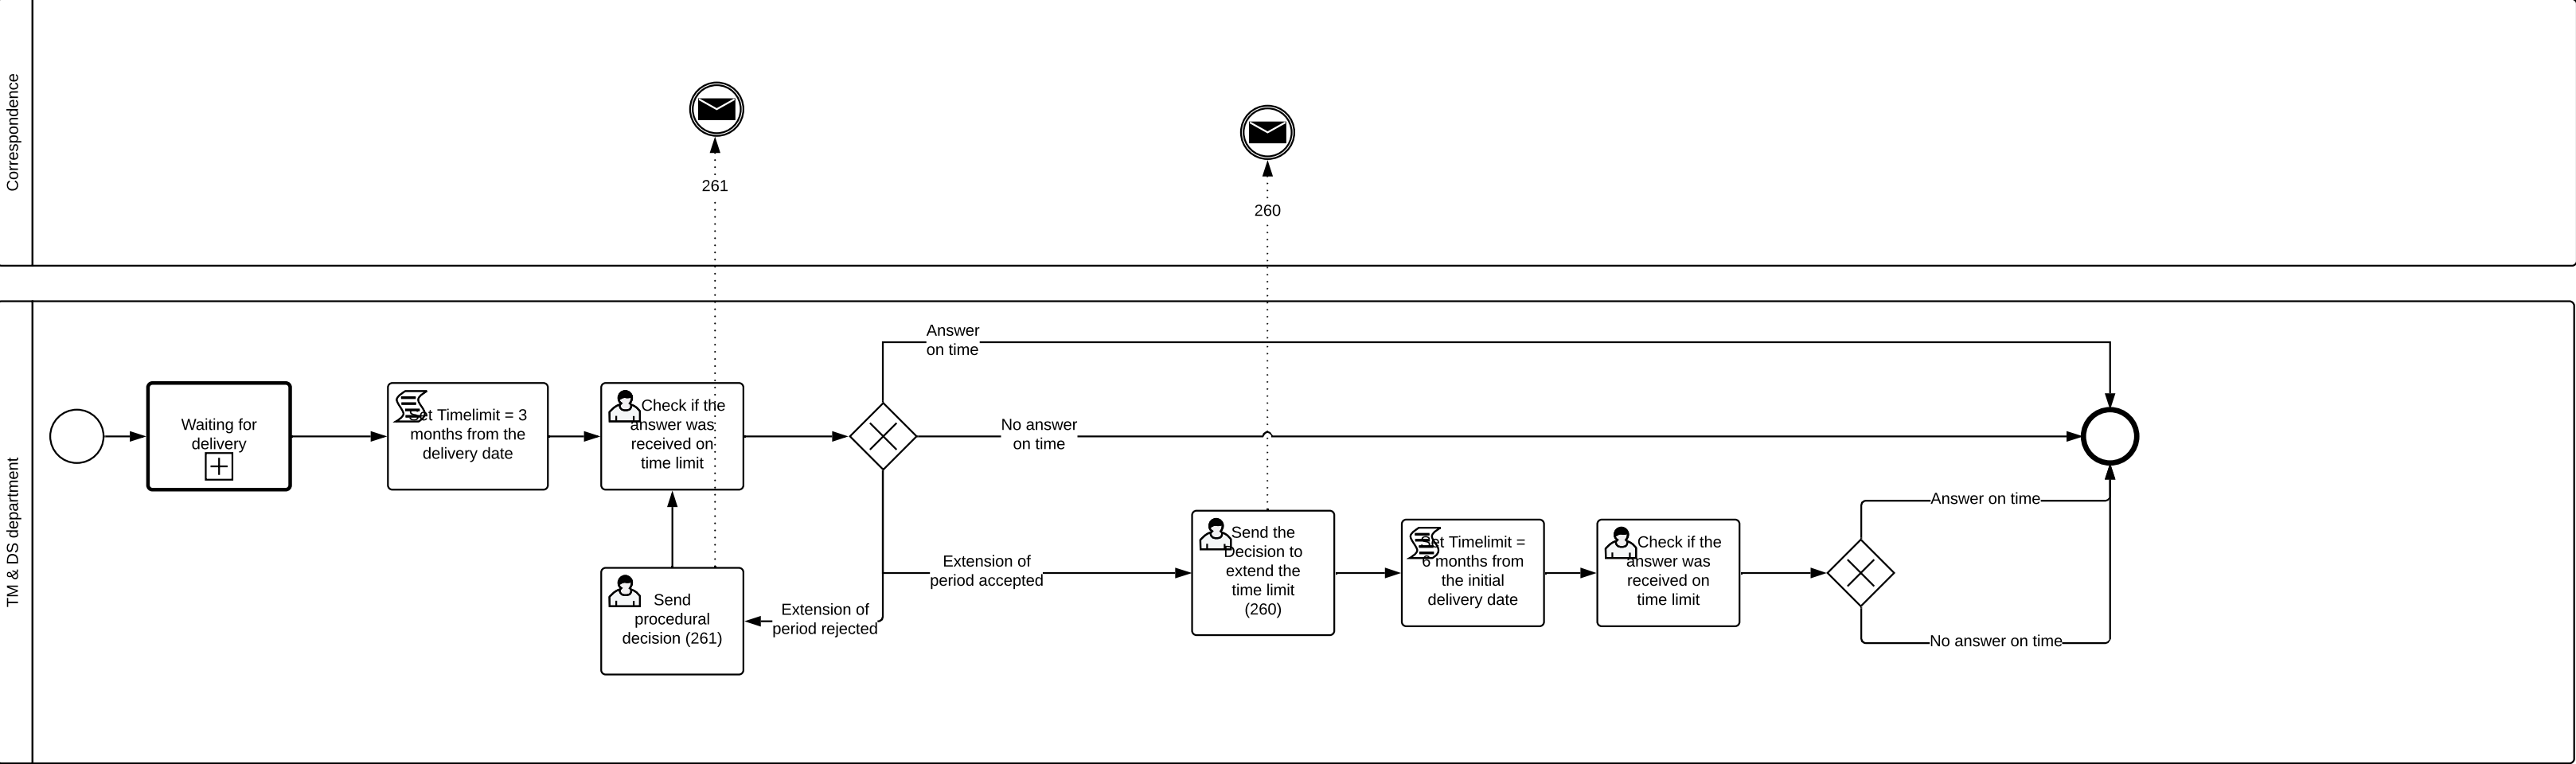 Correspondence
261
260
TM & DS department
Waiting for
delivery
Set Timelimit = 3
months from the
delivery date
Check if the
answer was
received on
time limit
Answer
on time
No answer
on time
Extension of
period accepted
Extension of
period rejected
Send
procedural
decision (261)
Send the
Decision to
extend the
time limit
(260)
Set Timelimit =
6 months from
the initial
delivery date
Check if the
answer was
received on
time limit
Answer on time
No answer on time